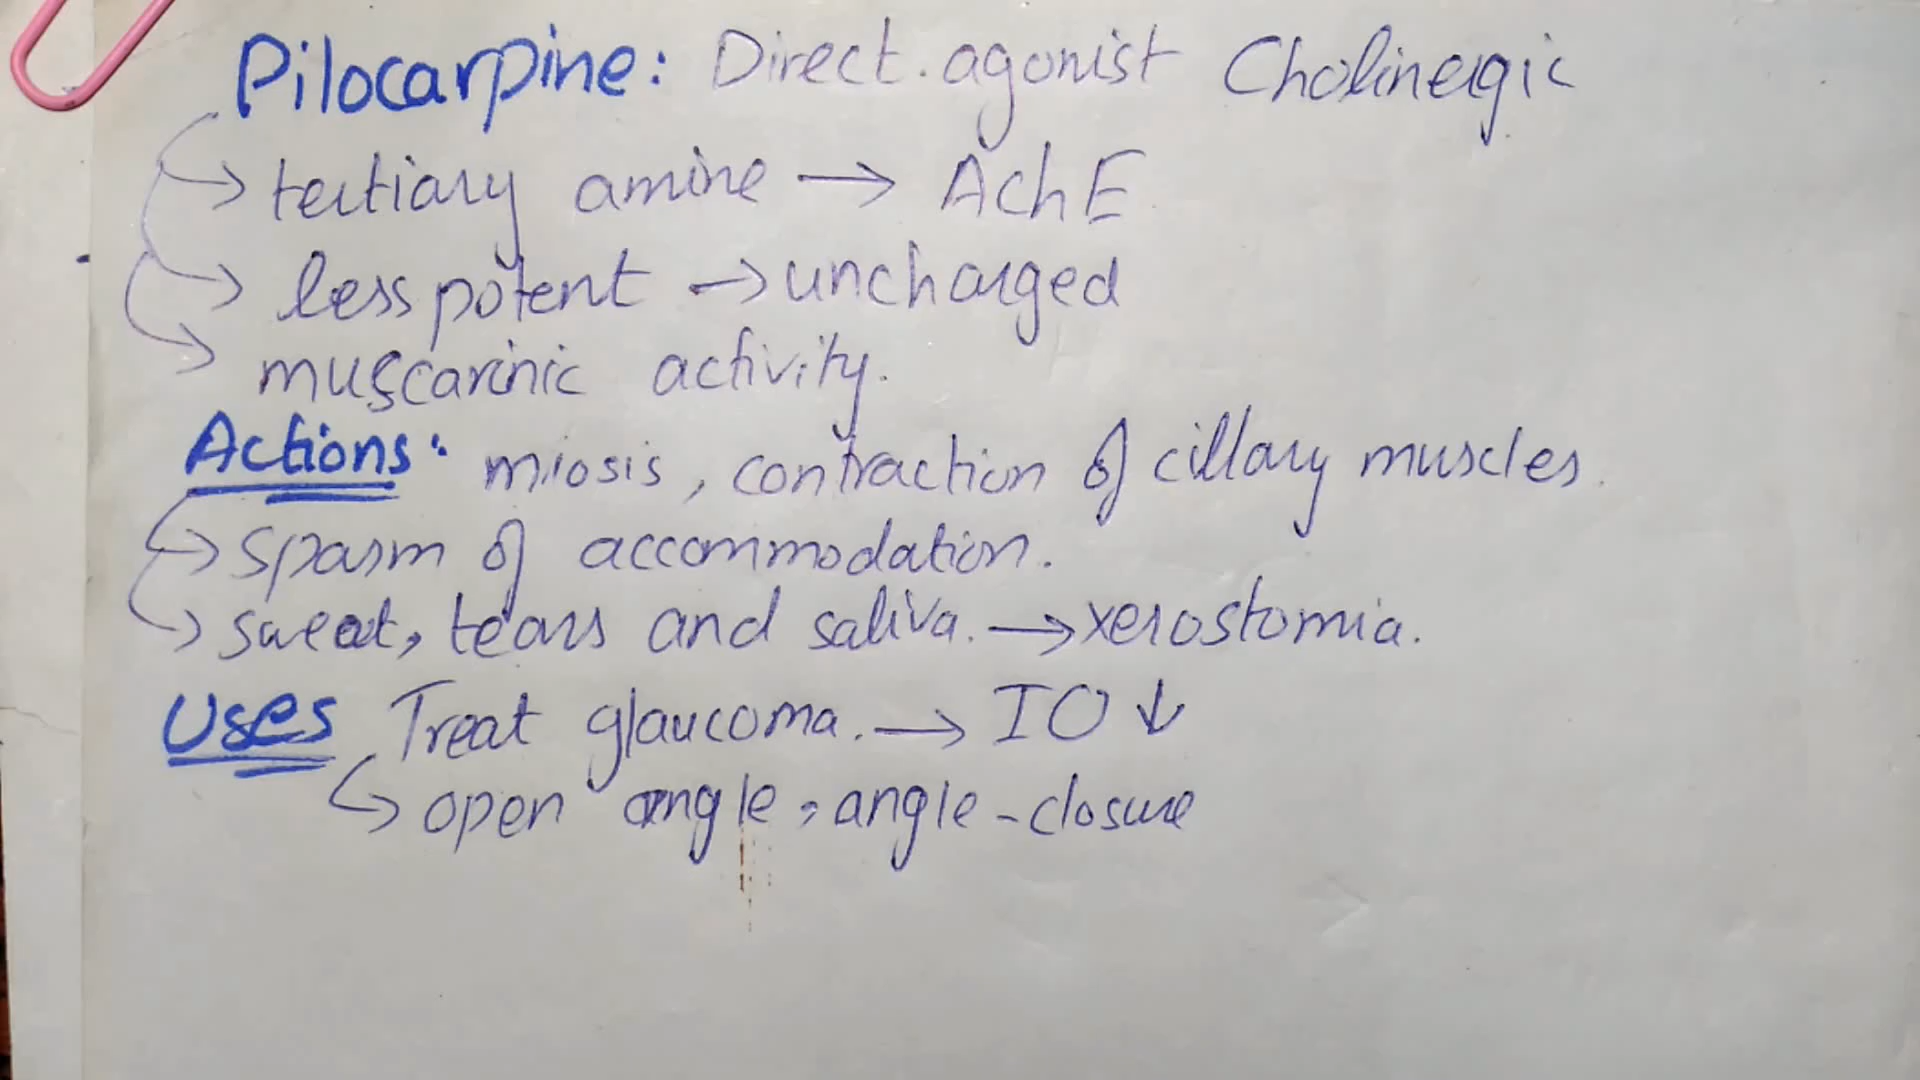 Pilocarpine: Direct. agonist Cholinergic
→ tertiary amine → AchE
→ less potent → uncharged
→ muscarinic activity.
Actions: miosis, contraction of cillary muscles.
→ spasm of accommodation.
→ sweat, tears and saliva. → xerostomia.
Uses Treat glaucoma. → IO ↓
↳ open angle, angle-closure